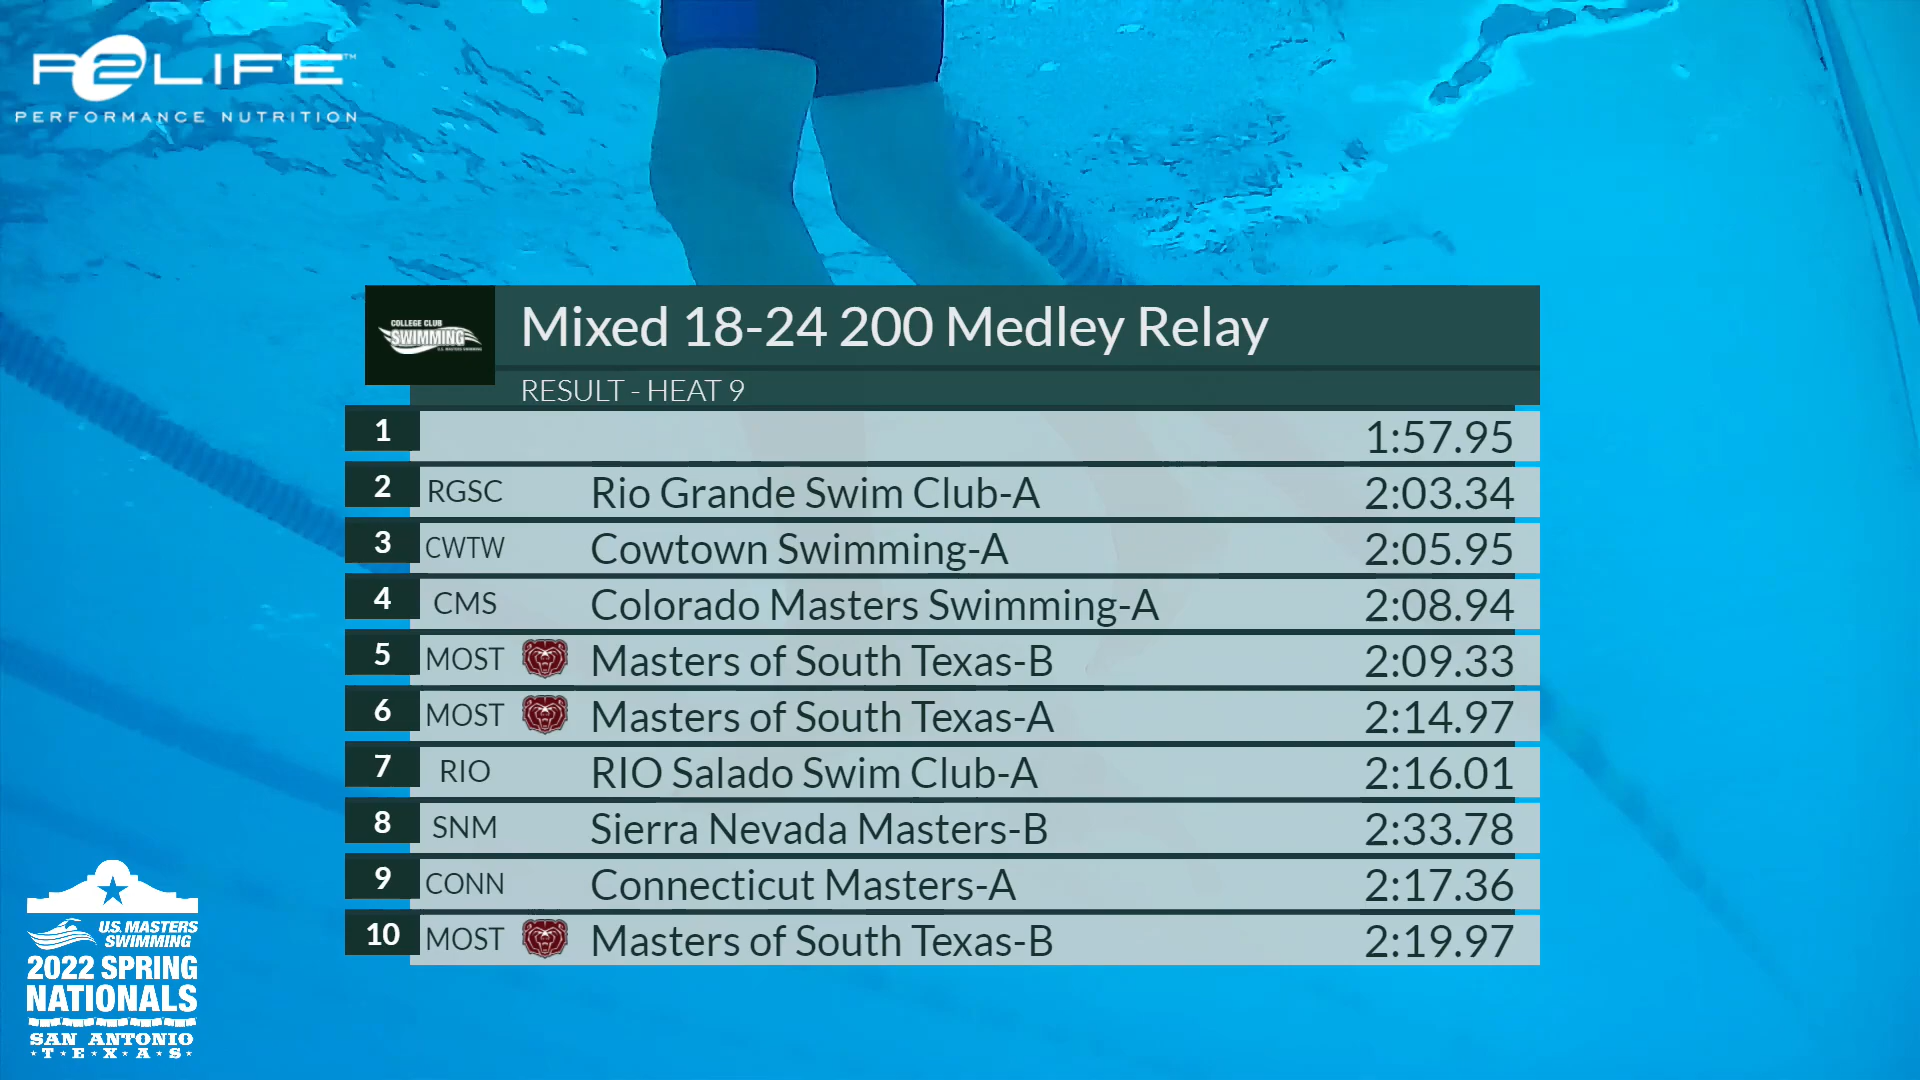 R2LIFE™
PERFORMANCE NUTRITION
COLLEGE CLUB
SWIMMING
U.S. MASTERS SWIMMING
Mixed 18-24 200 Medley Relay
RESULT - HEAT 9
1 1:57.95
2 RGSC Rio Grande Swim Club-A 2:03.34
3 CWTW Cowtown Swimming-A 2:05.95
4 CMS Colorado Masters Swimming-A 2:08.94
5 MOST Masters of South Texas-B 2:09.33
6 MOST Masters of South Texas-A 2:14.97
7 RIO RIO Salado Swim Club-A 2:16.01
8 SNM Sierra Nevada Masters-B 2:33.78
9 CONN Connecticut Masters-A 2:17.36
10 MOST Masters of South Texas-B 2:19.97
U.S. MASTERS
SWIMMING
2022 SPRING
NATIONALS
SAN ANTONIO
T E X A S